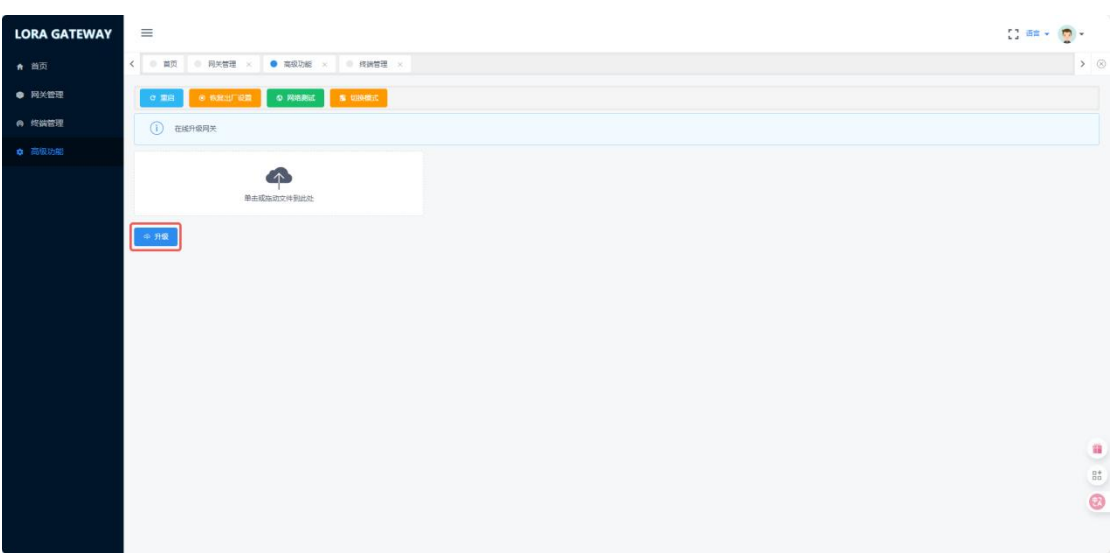 LORA GATEWAY
语言
首页
网关管理
终端管理
高级功能
首页 网关管理 高级功能 终端管理
重启 恢复出厂设置 网络测试 切换模式
在线升级网关
单击或拖动文件到此处
升级